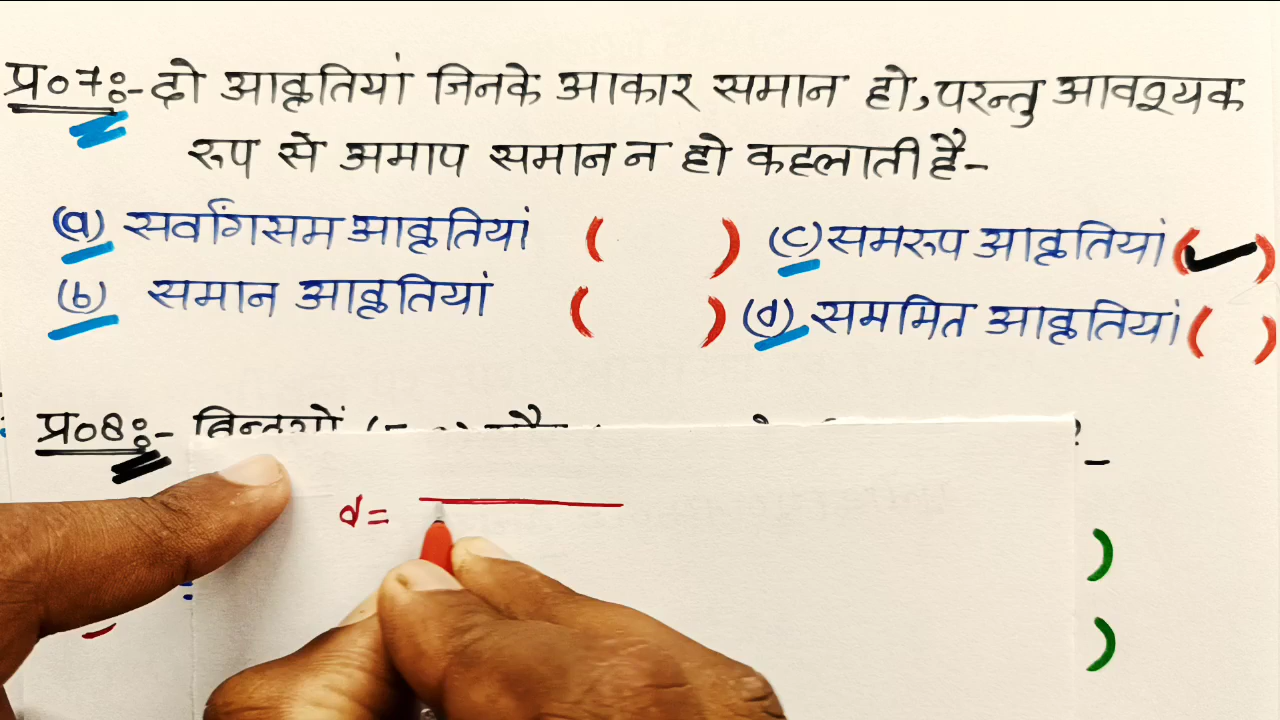 प्र०7:- दो आकृतियां जिनके आकार समान हो, परन्तु आवश्यक
रुप से अमाप समान न हो कहलाती है-
(a) सर्वांगसम आकृतियां ( ) (c) समरुप आकृतियां (✓)
(b) समान आकृतियां ( ) (d) सममित आकृतियां ( )
प्र०8:-
d =